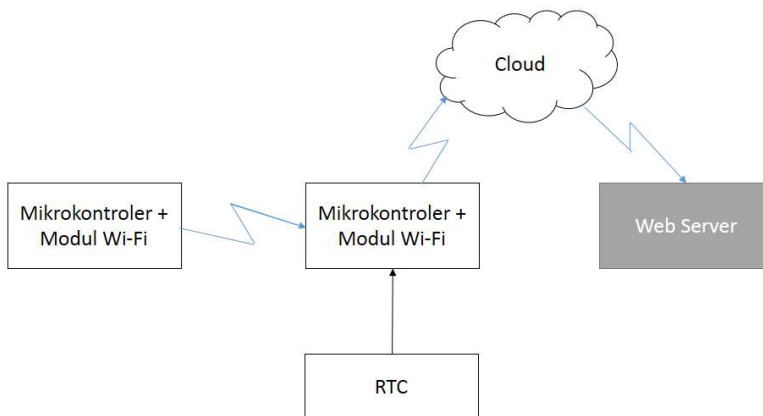 Cloud
Mikrokontroler +
Modul Wi-Fi
Mikrokontroler +
Modul Wi-Fi
Web Server
RTC